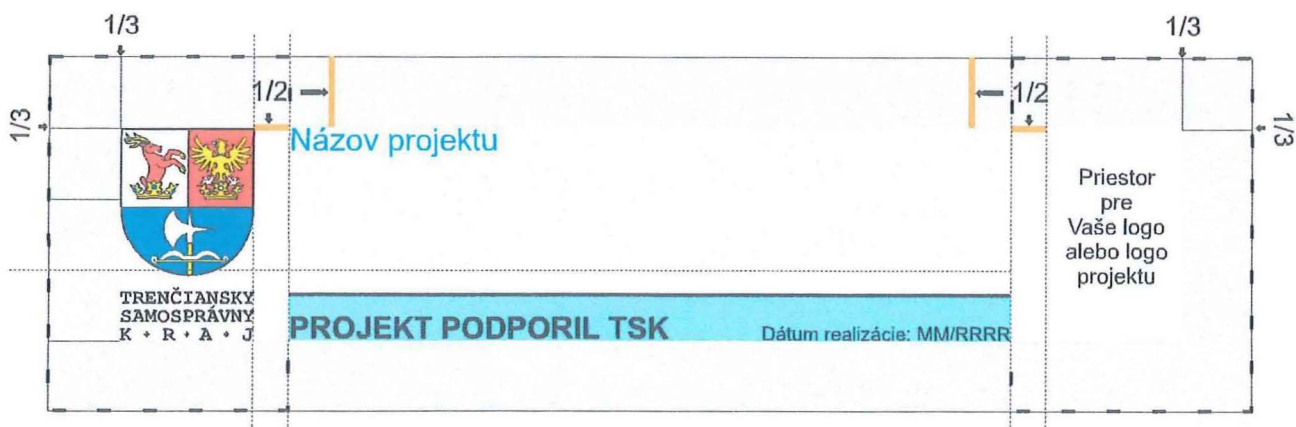 1/3
1/3
1/2
1/2
1/3
1/3
Názov projektu
Priestor
pre
Vaše logo
alebo logo
projektu
TRENČIANSKY
SAMOSPRÁVNY
K + R + A + J
PROJEKT PODPORIL TSK
Dátum realizácie: MM/RRRR